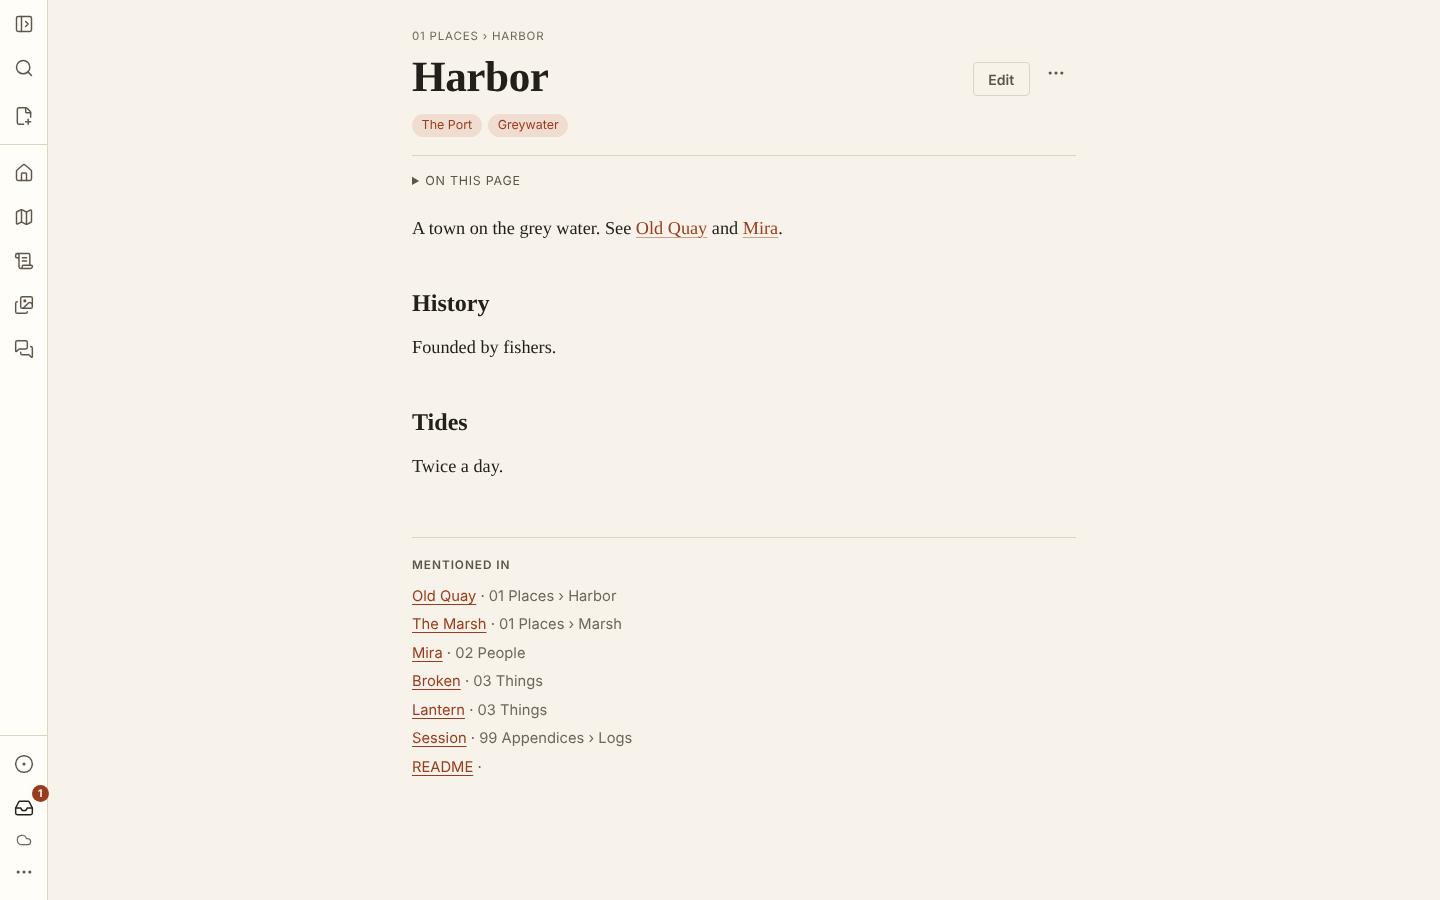 01 PLACES › HARBOR
Harbor
Edit
The Port
Greywater
ON THIS PAGE
A town on the grey water. See Old Quay and Mira.
History
Founded by fishers.
Tides
Twice a day.
MENTIONED IN
Old Quay · 01 Places › Harbor
The Marsh · 01 Places › Marsh
Mira · 02 People
Broken · 03 Things
Lantern · 03 Things
Session · 99 Appendices › Logs
README ·
1